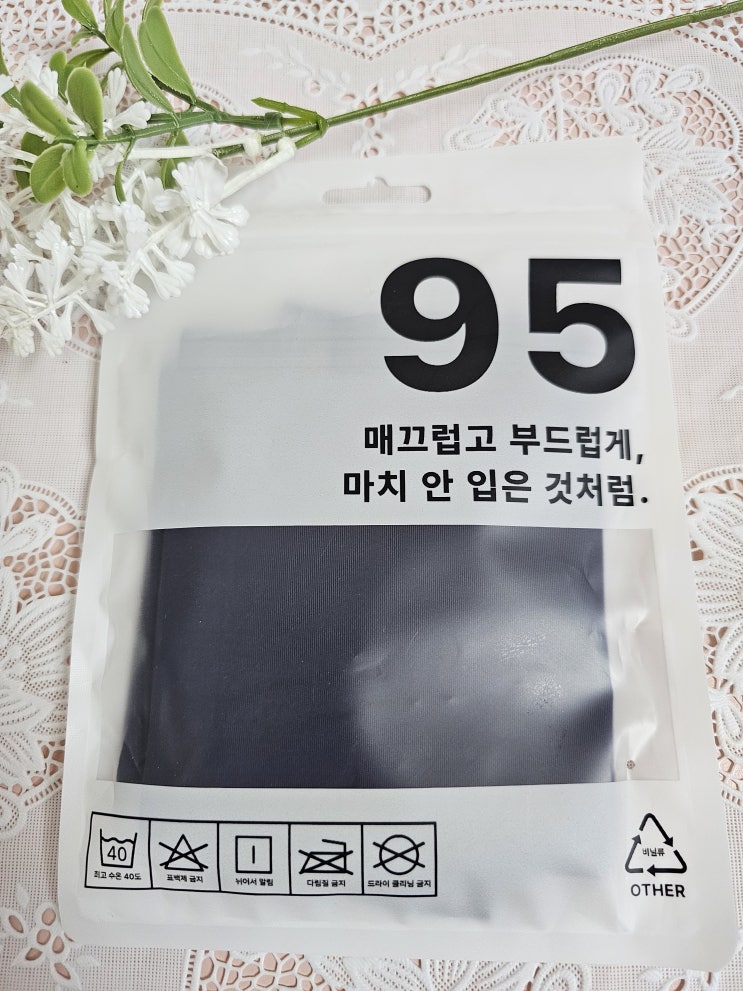 95
매끄럽고 부드럽게,
마치 안 입은 것처럼.
40
최고 수온 40도
표백제 금지
뉘어서 말림
다림질 금지
드라이 클리닝 금지
비닐류
OTHER